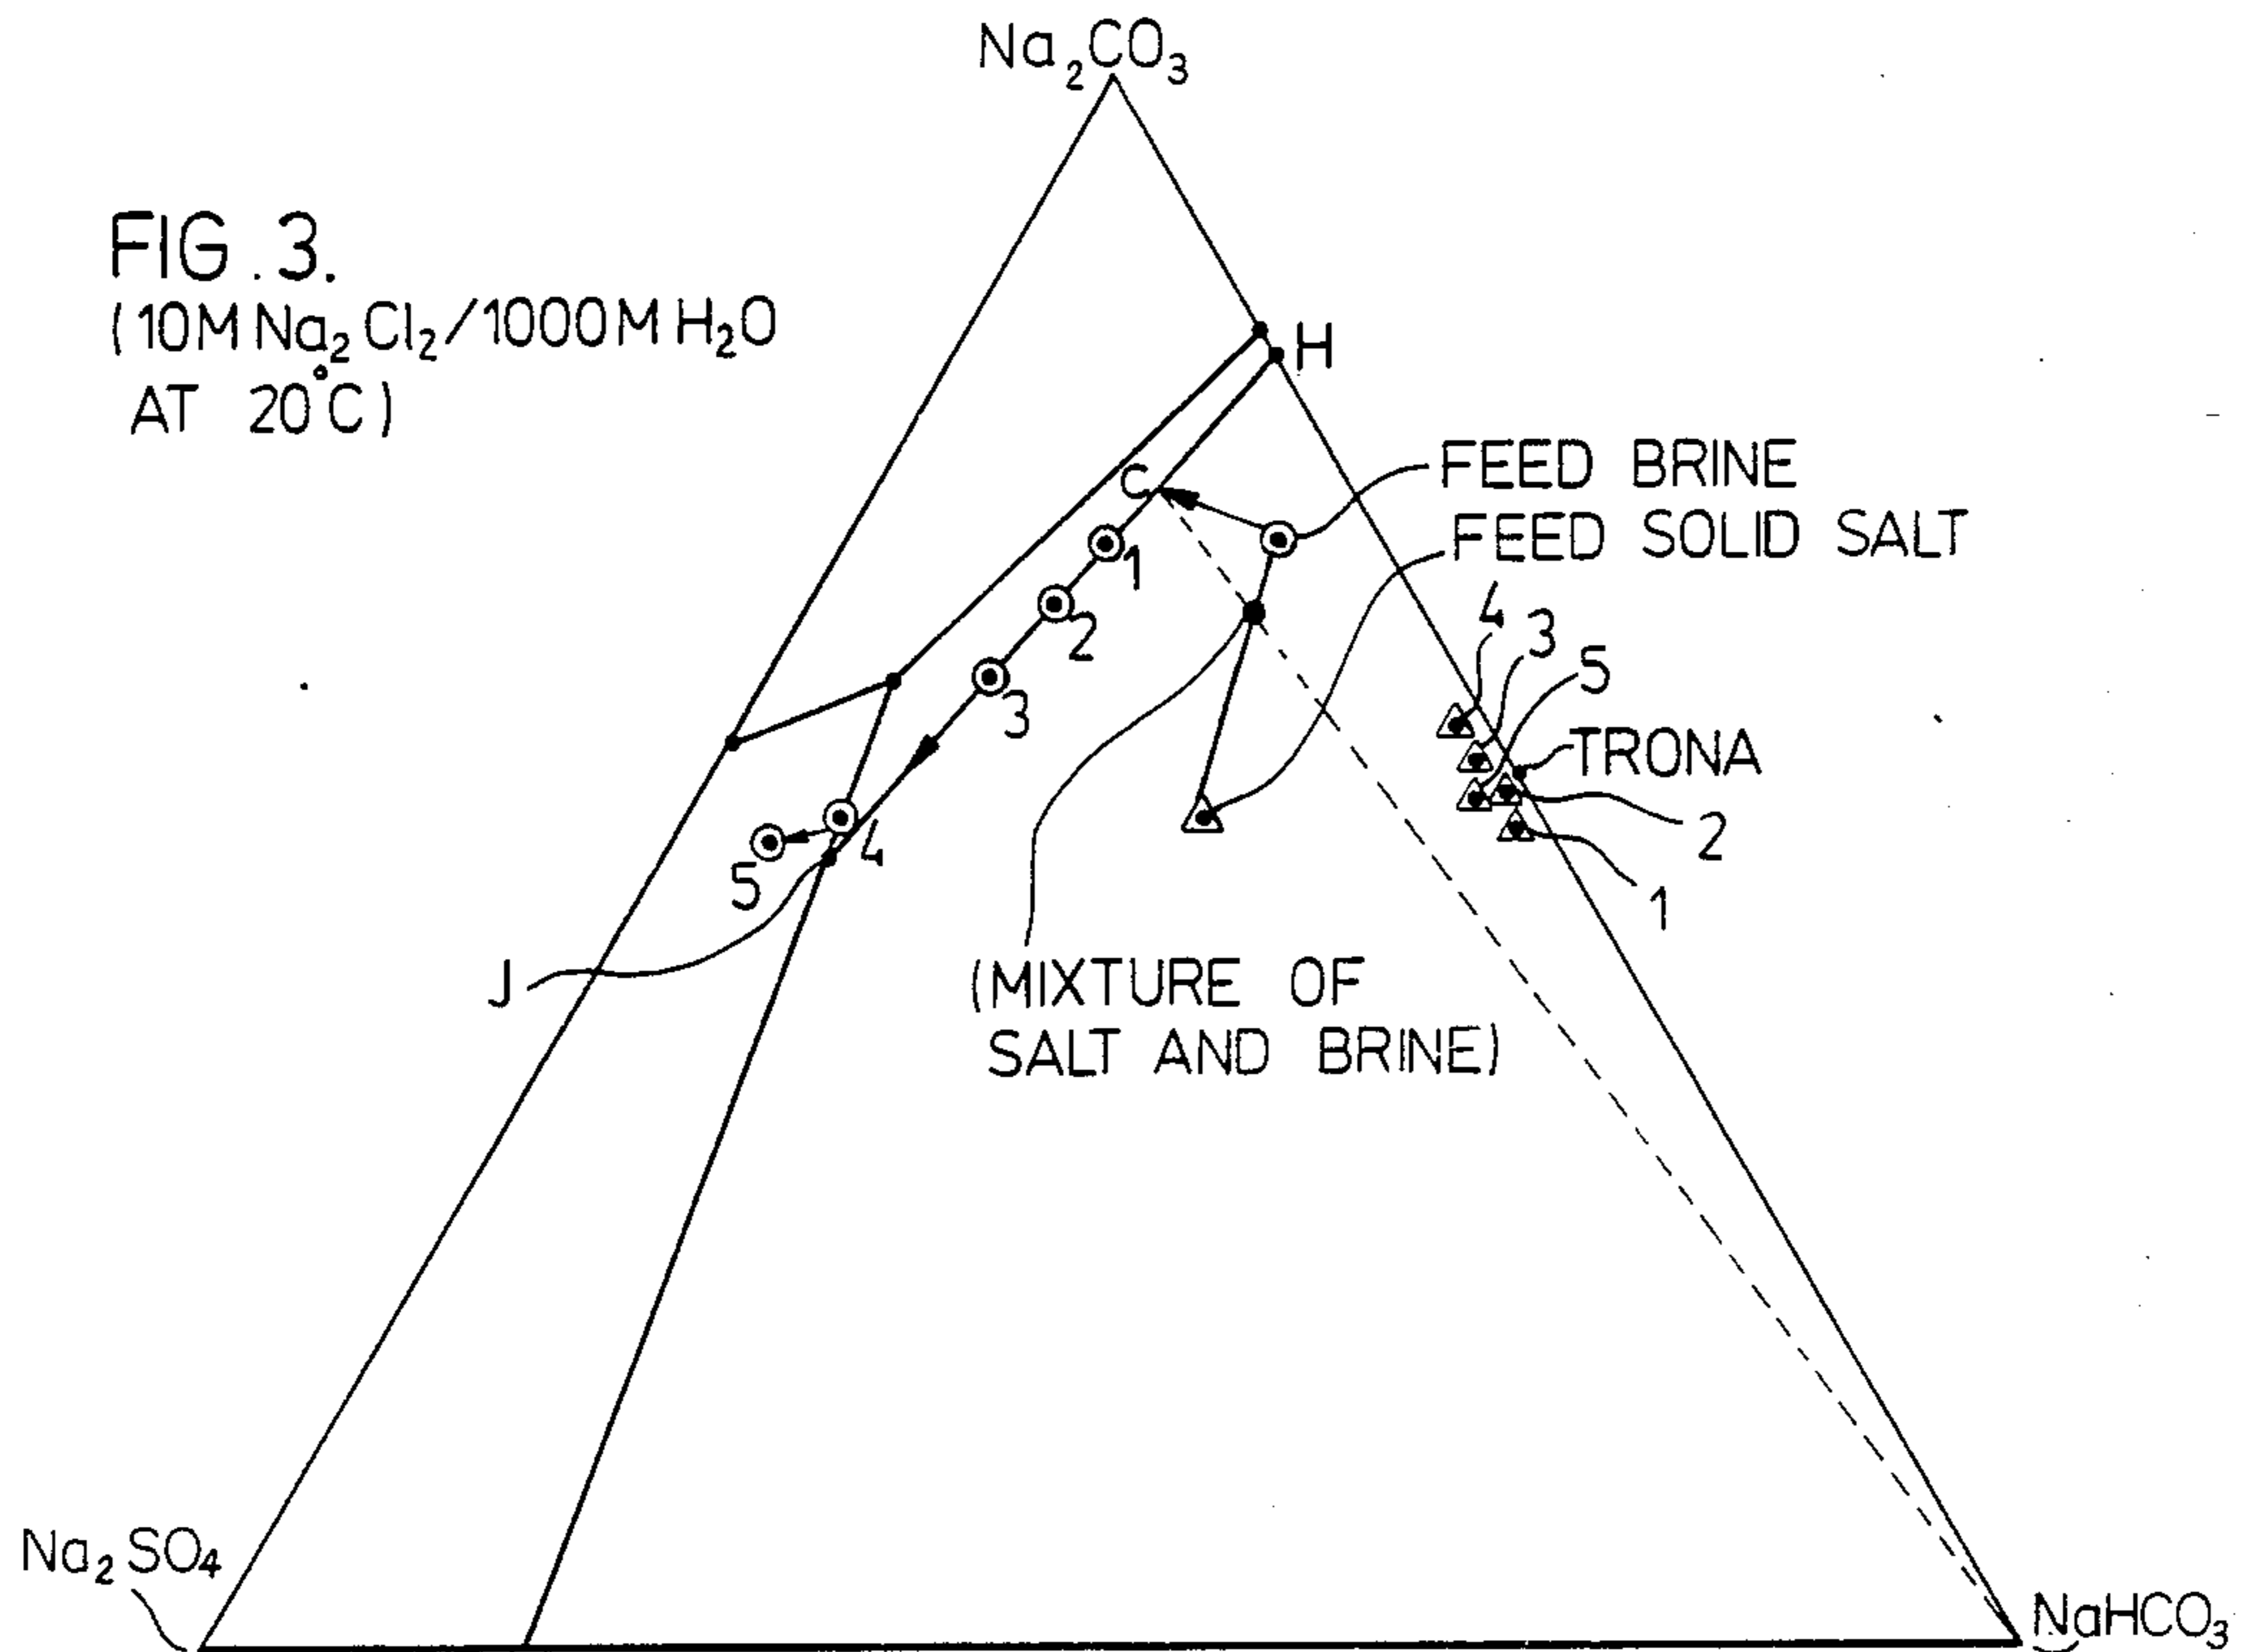 Na₂CO₃
FIG. 3.
(10M Na₂Cl₂/1000M H₂O
AT 20°C)
H
C
FEED BRINE
FEED SOLID SALT
1
2
3
4
5
J
4
3
5
TRONA
2
1
(MIXTURE OF
SALT AND BRINE)
Na₂SO₄
NaHCO₃